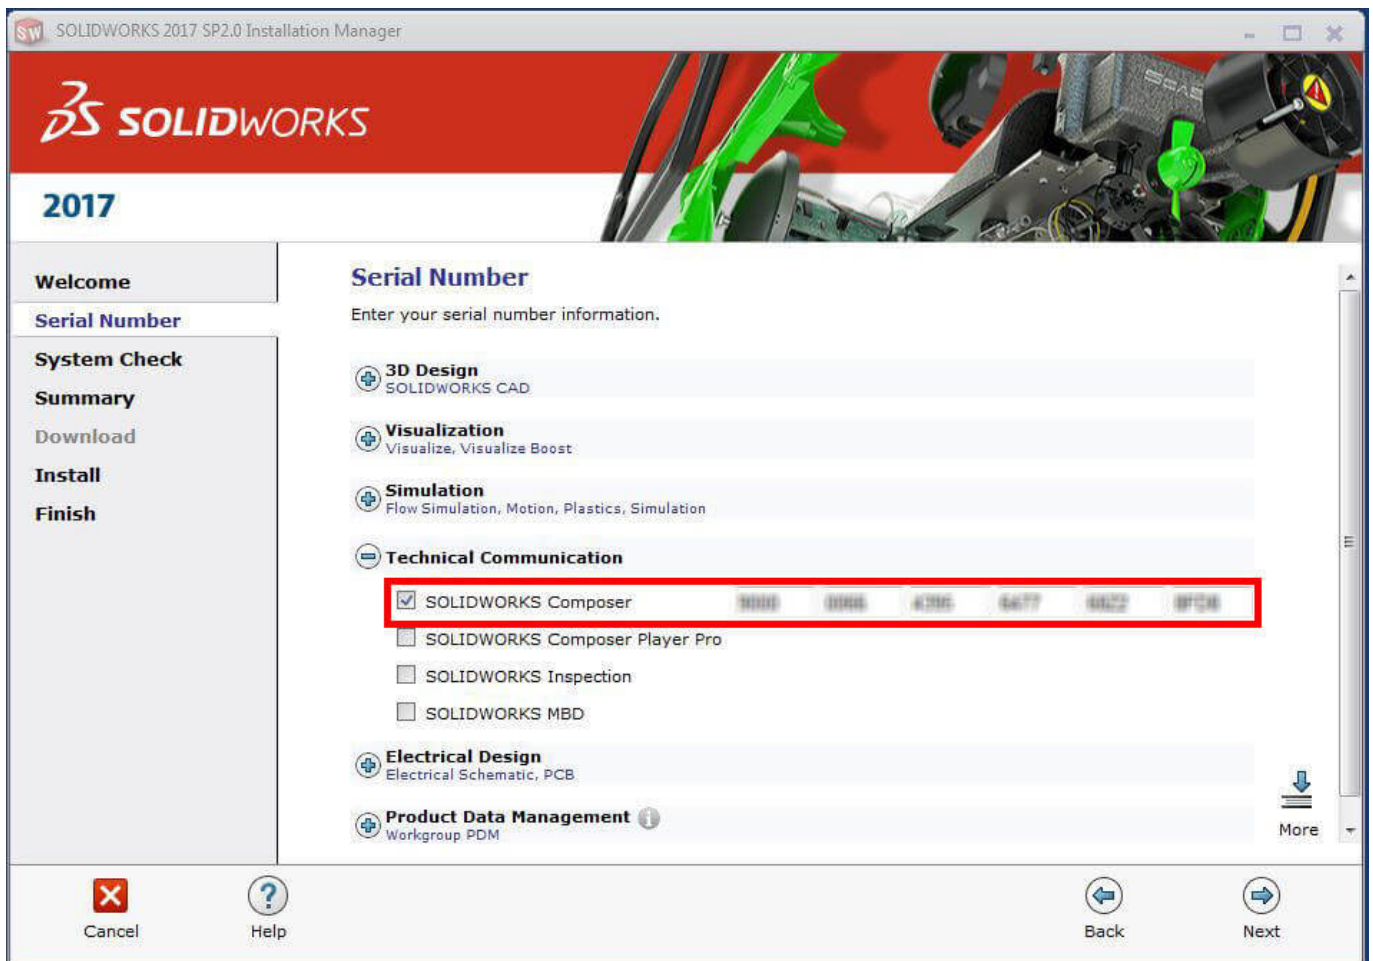 SOLIDWORKS 2017 SP2.0 Installation Manager
SOLIDWORKS
2017
Welcome
Serial Number
System Check
Summary
Download
Install
Finish
Serial Number
Enter your serial number information.
3D Design
SOLIDWORKS CAD
Visualization
Visualize, Visualize Boost
Simulation
Flow Simulation, Motion, Plastics, Simulation
Technical Communication
SOLIDWORKS Composer
SOLIDWORKS Composer Player Pro
SOLIDWORKS Inspection
SOLIDWORKS MBD
Electrical Design
Electrical Schematic, PCB
Product Data Management
Workgroup PDM
More
Cancel
Help
Back
Next